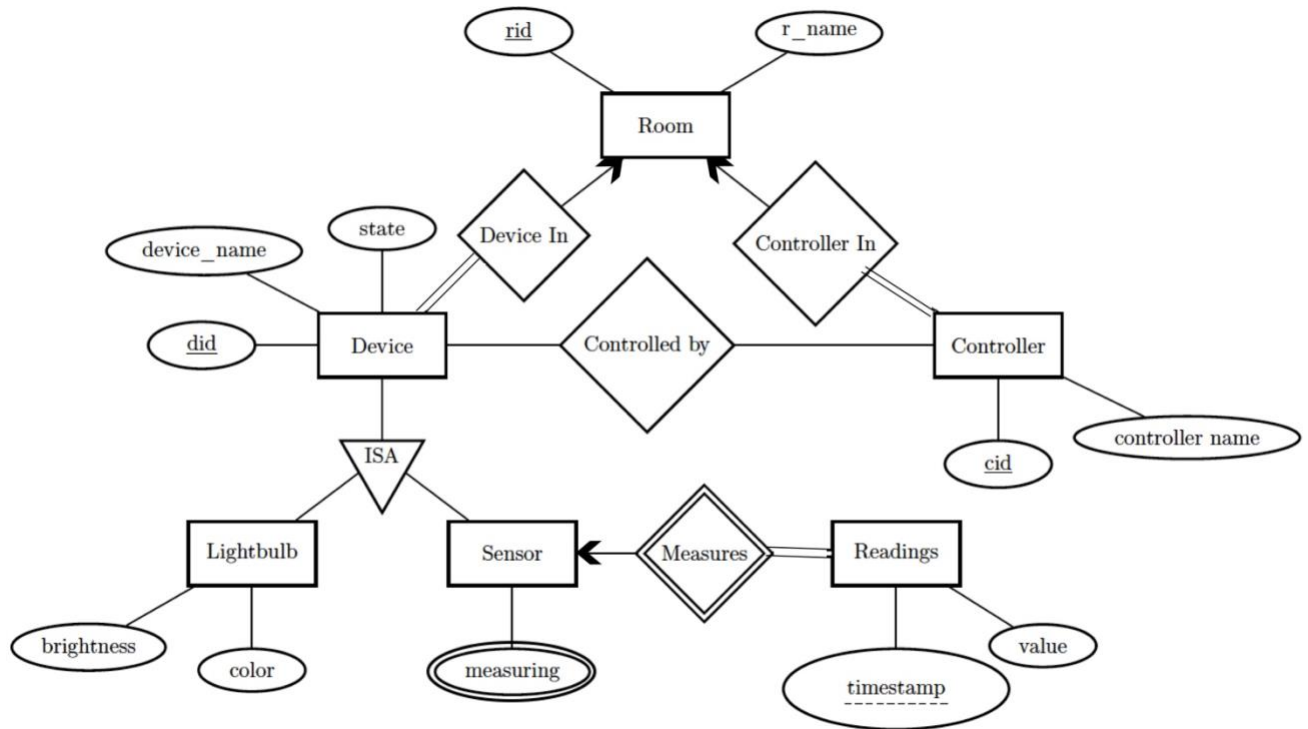 rid
r_name
Room
Device In
Controller In
state
device_name
did
Device
Controlled by
Controller
cid
controller name
ISA
Lightbulb
Sensor
Measures
Readings
brightness
color
measuring
timestamp
value